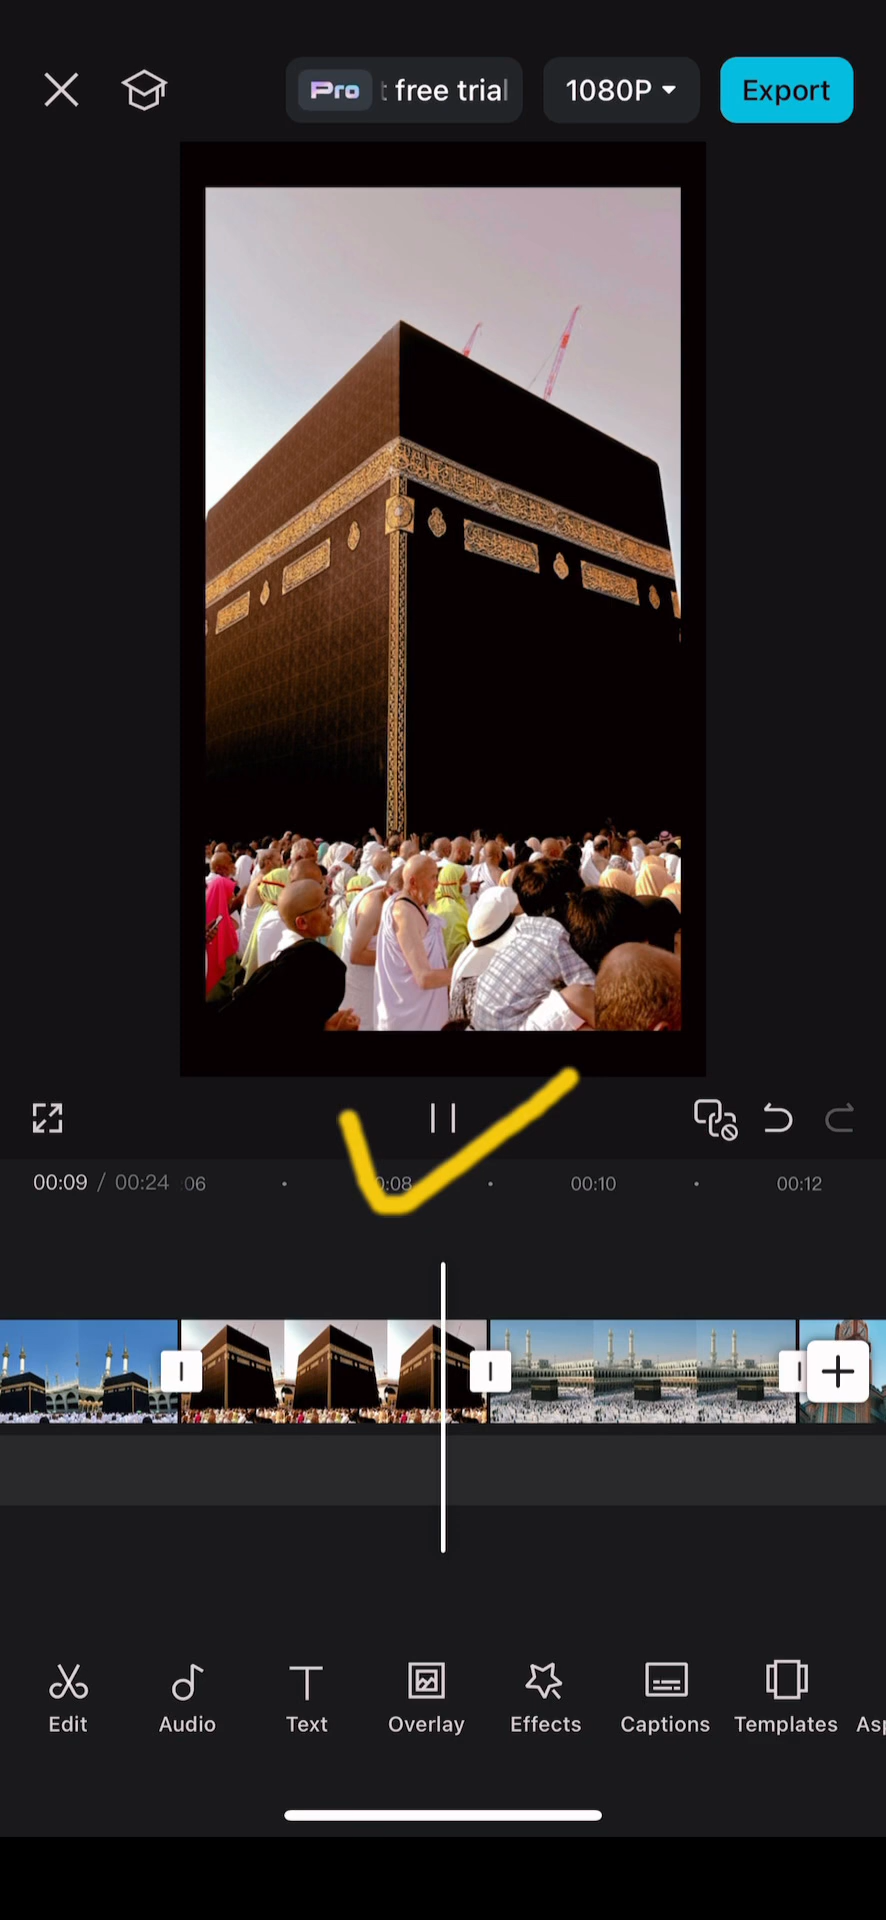 Pro t free trial 1080P Export
00:09 / 00:24 :06 0:08 00:10 00:12
Edit Audio Text Overlay Effects Captions Templates Asp